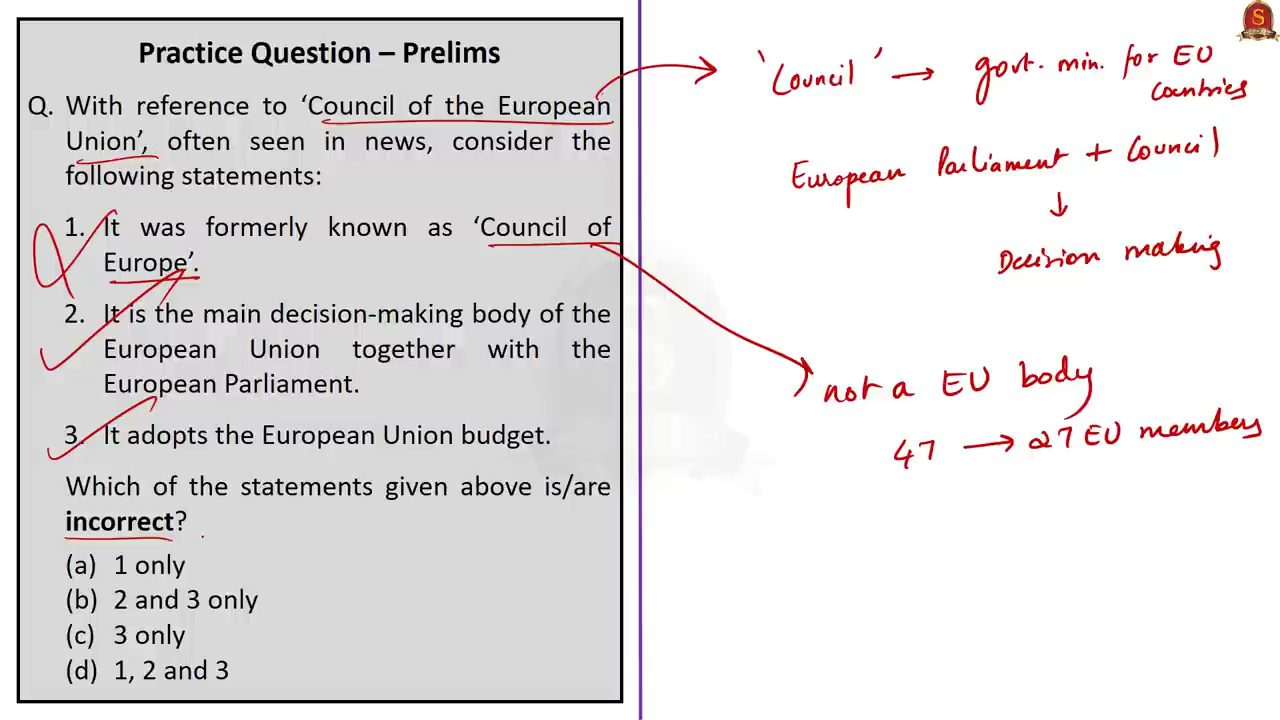 Practice Question – Prelims
Q. With reference to ‘Council of the European
Union’, often seen in news, consider the
following statements:
1. It was formerly known as ‘Council of
Europe’.
2. It is the main decision-making body of the
European Union together with the
European Parliament.
3. It adopts the European Union budget.
Which of the statements given above is/are
incorrect?
(a) 1 only
(b) 2 and 3 only
(c) 3 only
(d) 1, 2 and 3
‘Council’ → govt. min. for EU
countries
European Parliament + Council
↓
Decision making
not a EU body
47 → 27 EU members
S